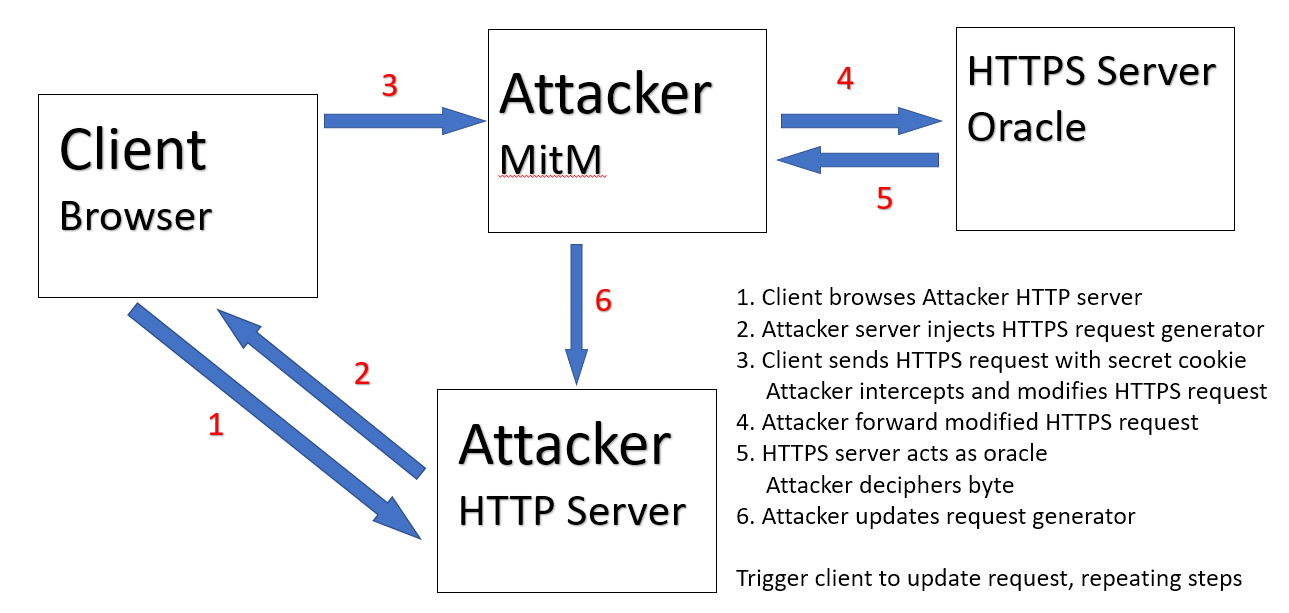 Client
Browser
3
Attacker
MitM
4
5
HTTPS Server
Oracle
6
2
1
Attacker
HTTP Server
1. Client browses Attacker HTTP server
2. Attacker server injects HTTPS request generator
3. Client sends HTTPS request with secret cookie
Attacker intercepts and modifies HTTPS request
4. Attacker forward modified HTTPS request
5. HTTPS server acts as oracle
Attacker deciphers byte
6. Attacker updates request generator
Trigger client to update request, repeating steps